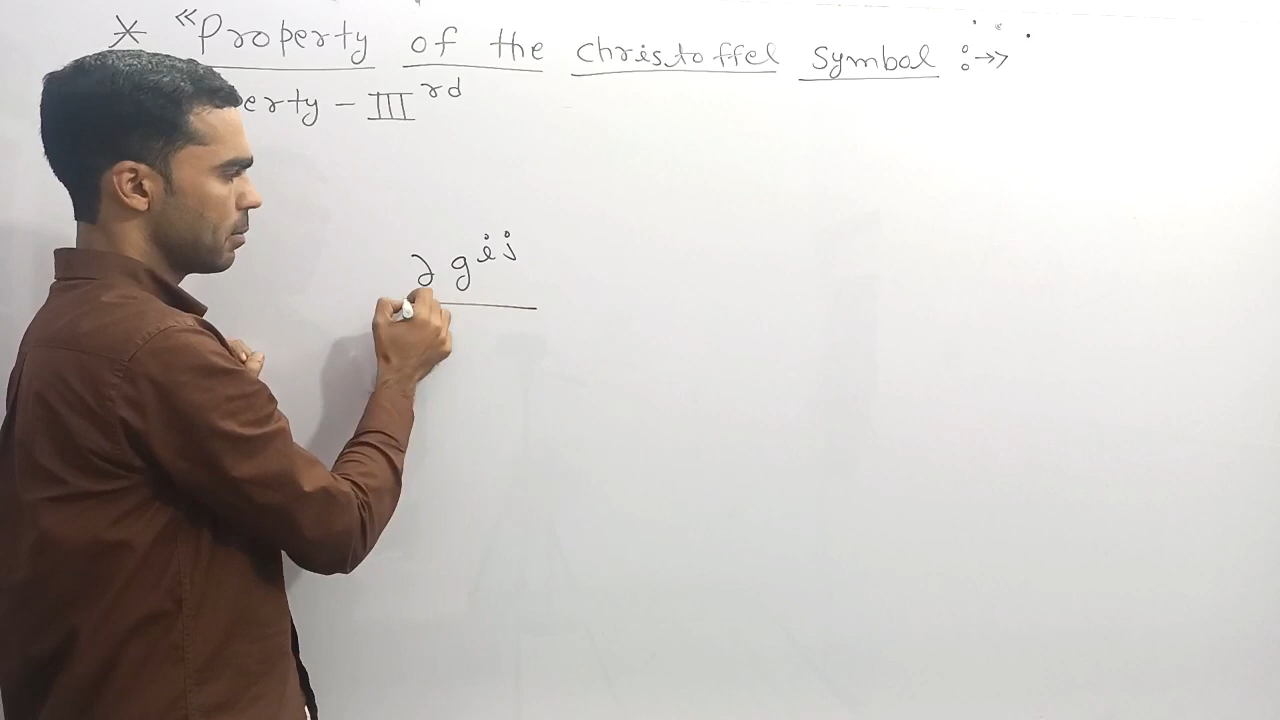 * "Property of the christoffel symbol :->>
erty - III rd
∂ g^ij